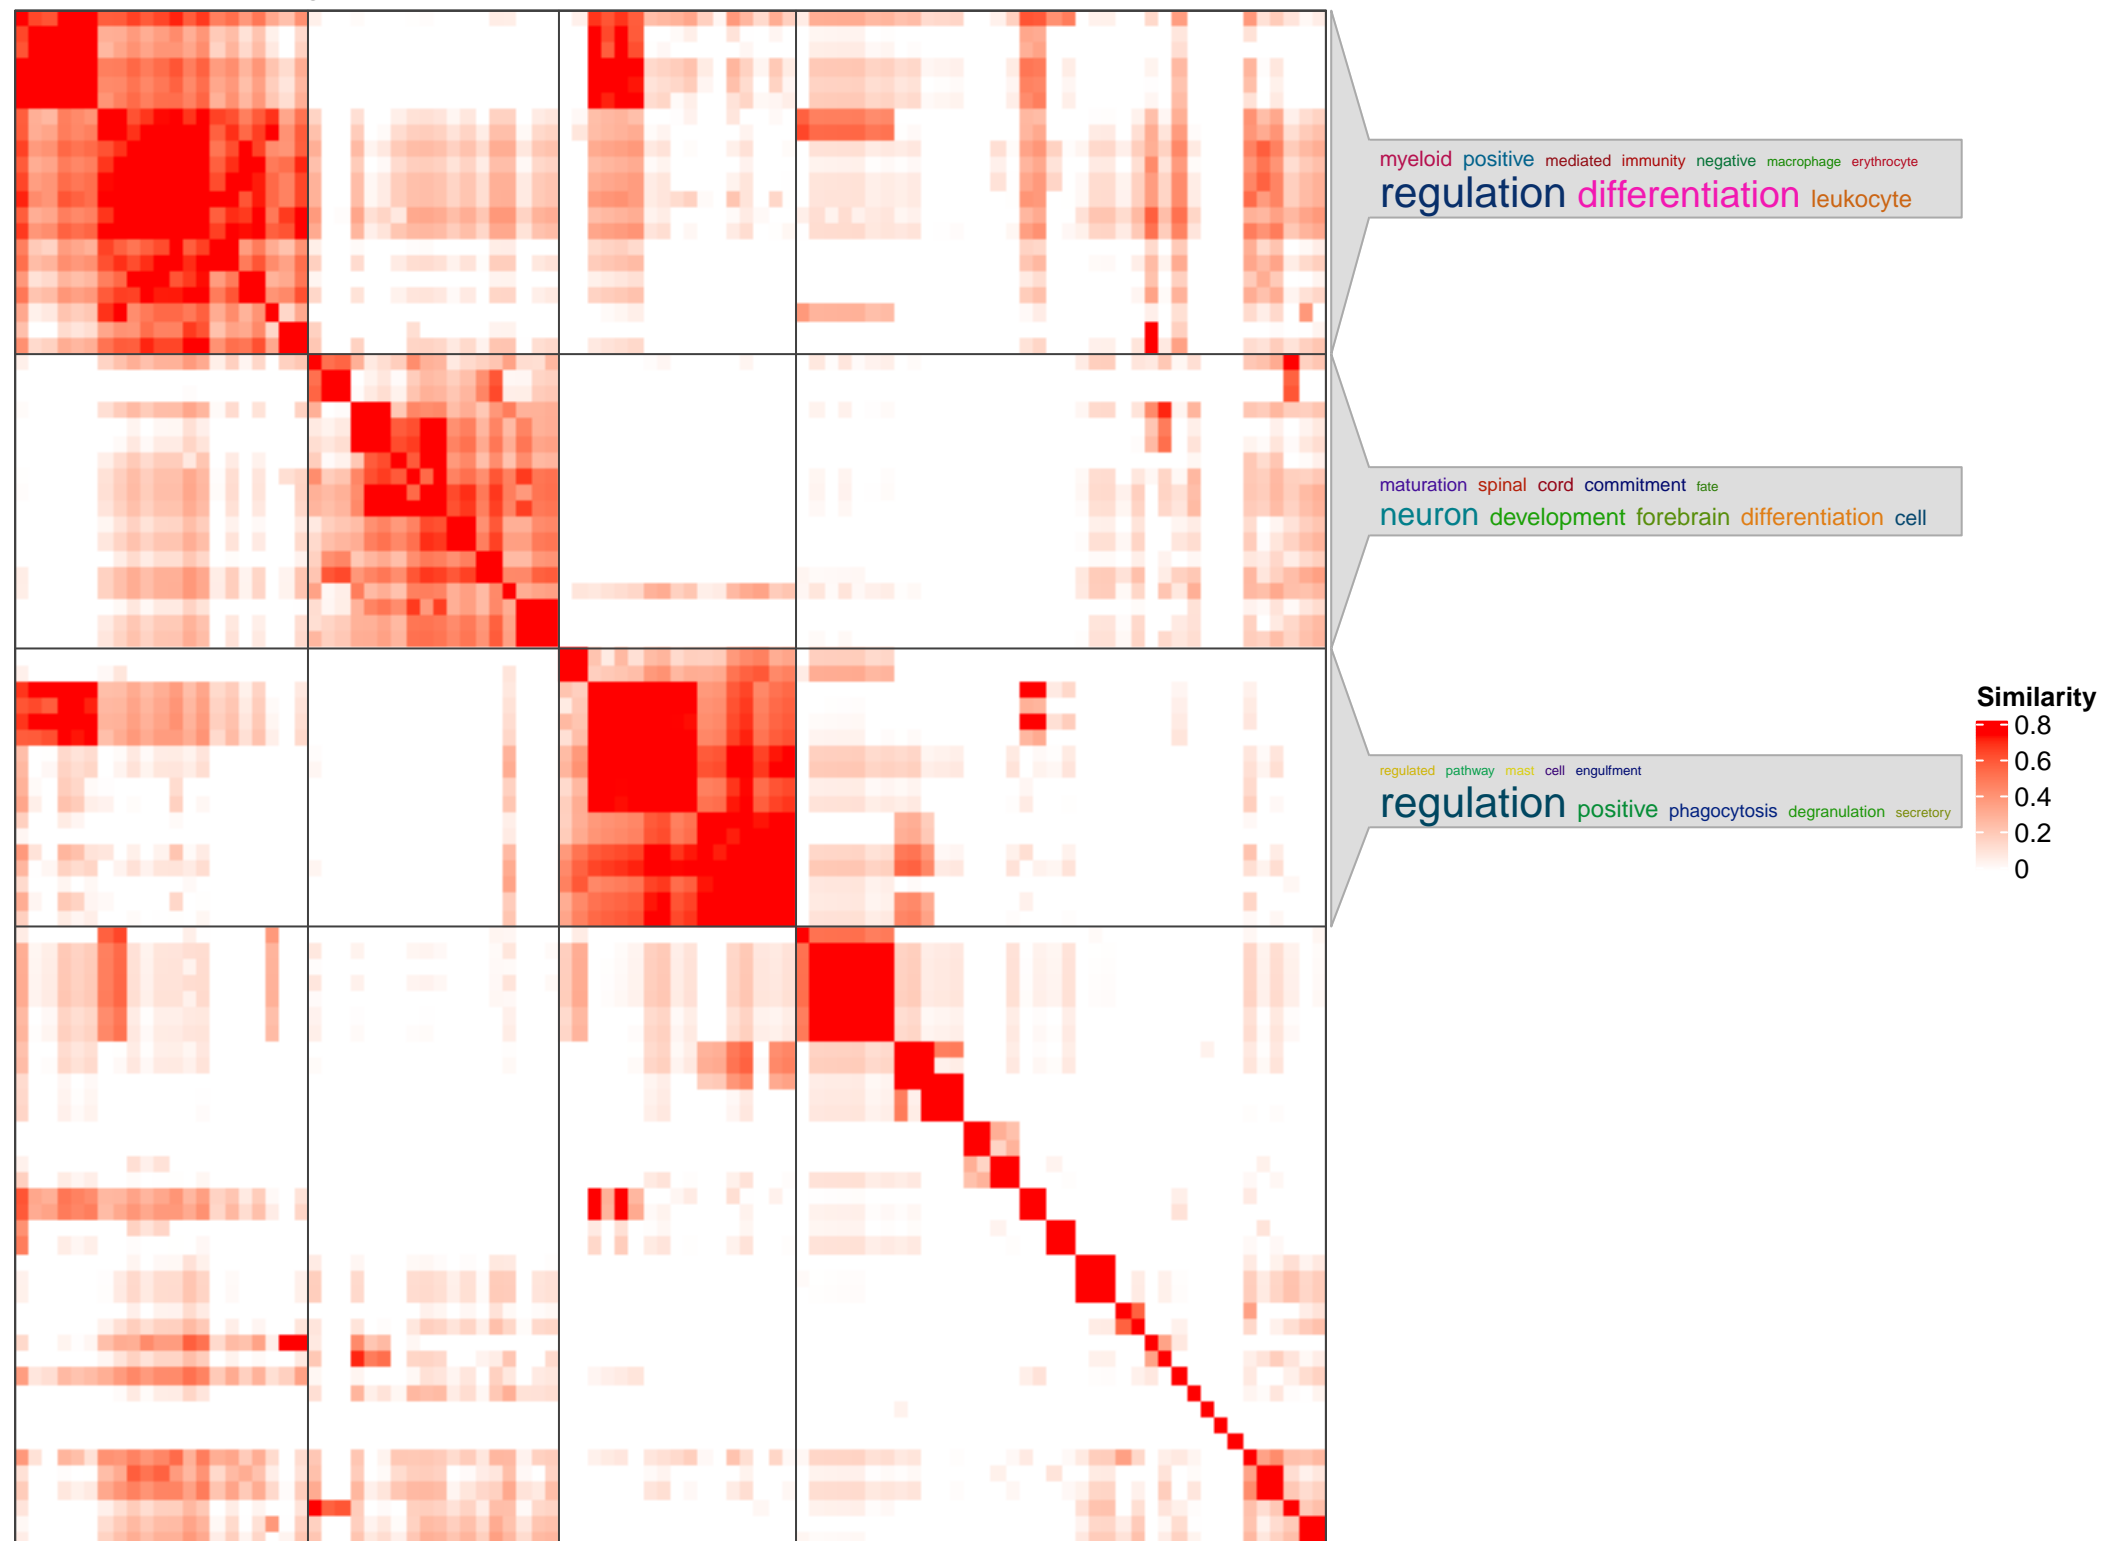 myeloid positive mediated immunity negative macrophage erythrocyte
regulation differentiation leukocyte
maturation spinal cord commitment fate
neuron development forebrain differentiation cell
regulated pathway mast cell engulfment
regulation positive phagocytosis degranulation secretory
Similarity
0.8
0.6
0.4
0.2
0